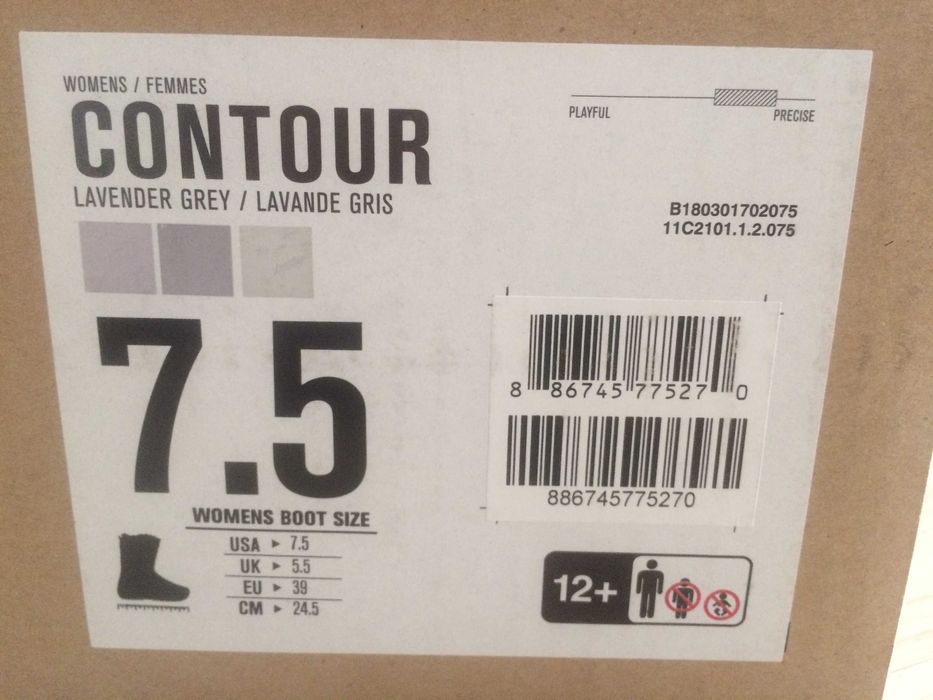 WOMENS / FEMMES
CONTOUR
LAVENDER GREY / LAVANDE GRIS
PLAYFUL
PRECISE
B180301702075
11C2101.1.2.075
7.5
WOMENS BOOT SIZE
USA ► 7.5
UK ► 5.5
EU ► 39
CM ► 24.5
8 86745 77527 0
886745775270
12+